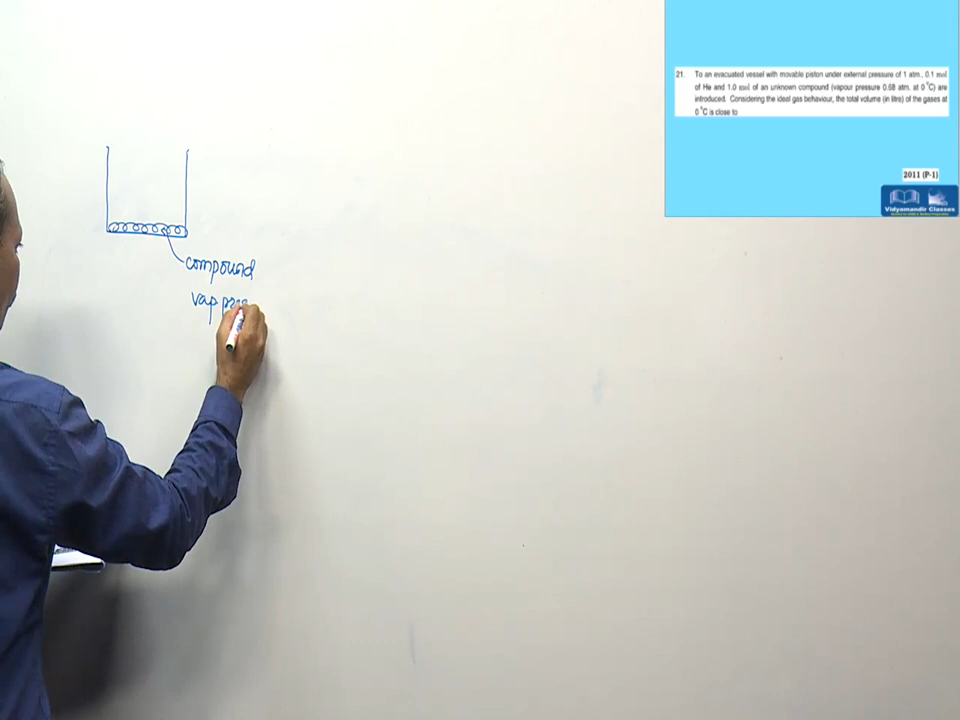 21. To an evacuated vessel with movable piston under external pressure of 1 atm., 0.1 mol
of He and 1.0 mol of an unknown compound (vapour pressure 0.68 atm. at 0 °C) are
introduced. Considering the ideal gas behaviour, the total volume (in litre) of the gases at
0 °C is close to
2011 (P-1)
Vidyamandir Classes
compound
vap pres